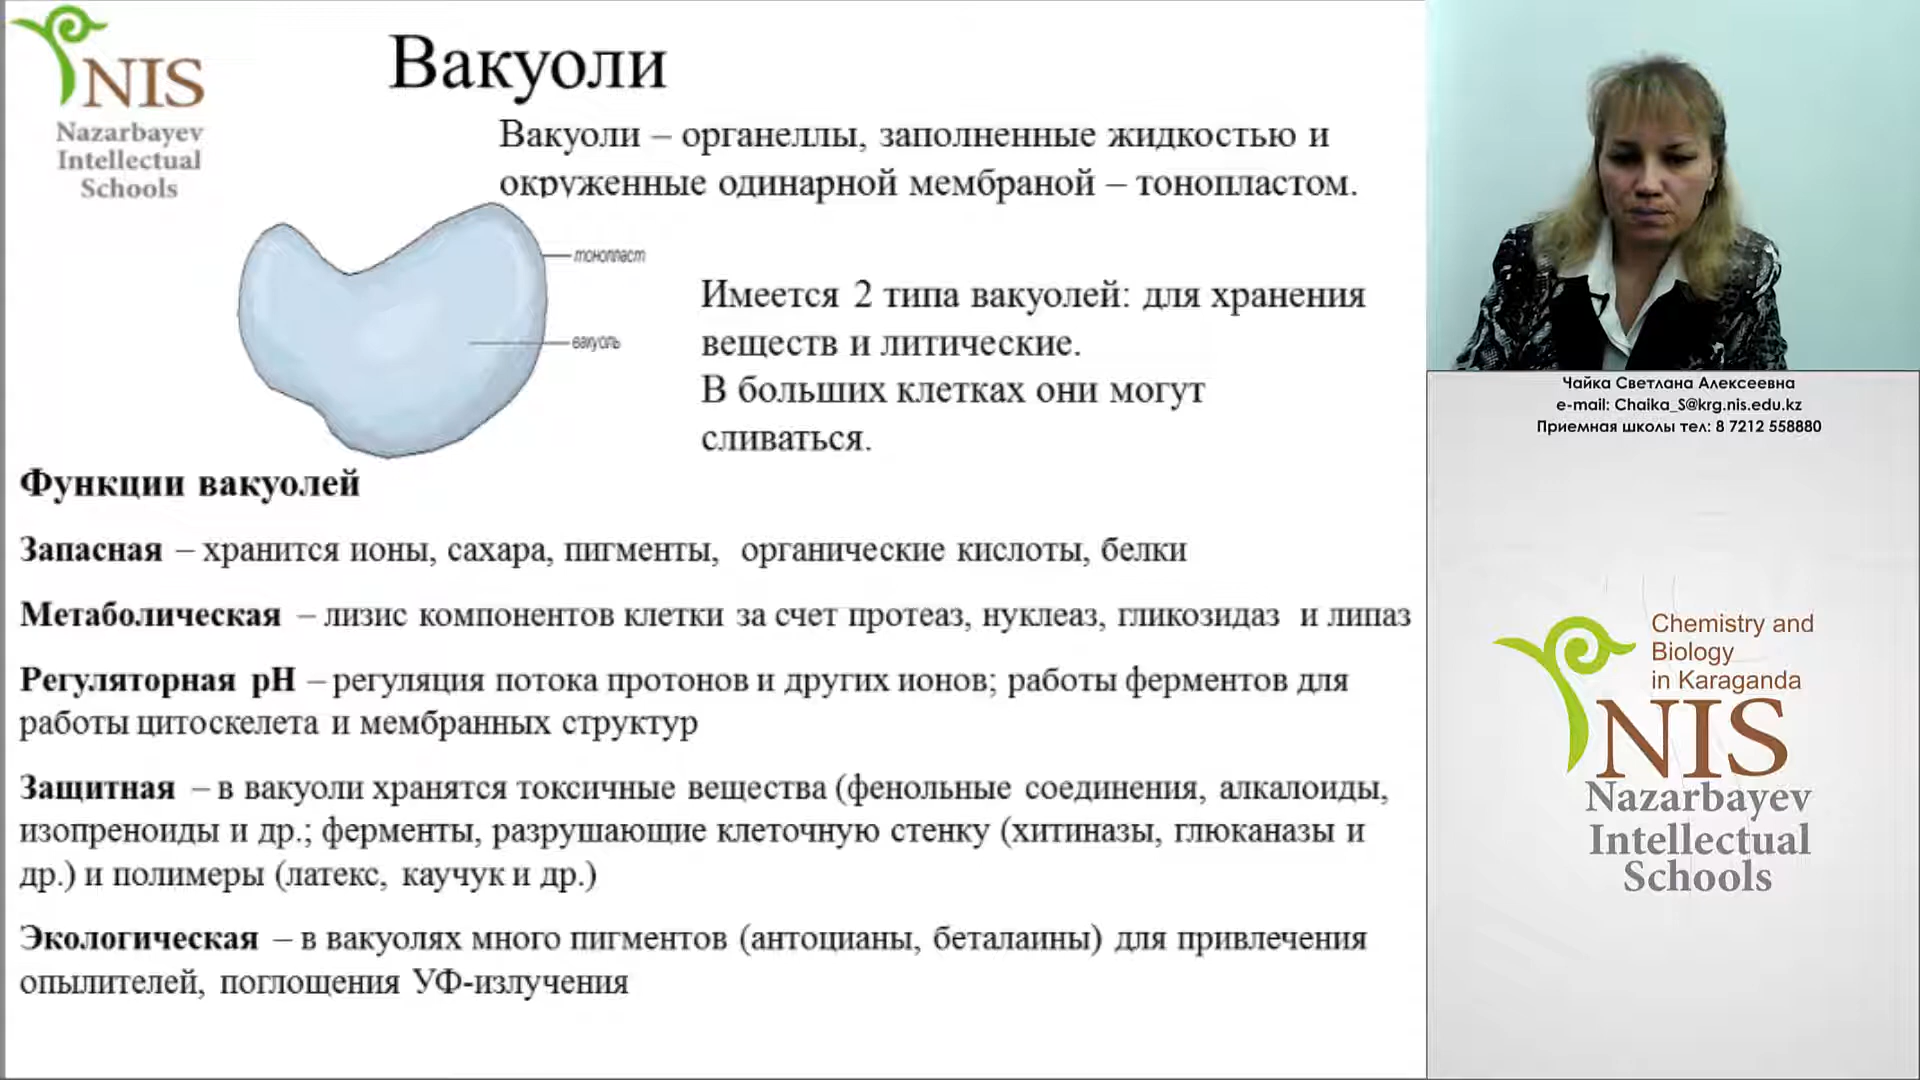 NIS
Nazarbayev
Intellectual
Schools
Вакуоли
Вакуоли – органеллы, заполненные жидкостью и
окруженные одинарной мембраной – тонопластом.
тонопласт
вакуоль
Имеется 2 типа вакуолей: для хранения
веществ и литические.
В больших клетках они могут
сливаться.
Функции вакуолей
Запасная – хранится ионы, сахара, пигменты, органические кислоты, белки
Метаболическая – лизис компонентов клетки за счет протеаз, нуклеаз, гликозидаз и липаз
Регуляторная pH – регуляция потока протонов и других ионов; работы ферментов для
работы цитоскелета и мембранных структур
Защитная – в вакуоли хранятся токсичные вещества (фенольные соединения, алкалоиды,
изопреноиды и др.; ферменты, разрушающие клеточную стенку (хитиназы, глюканазы и
др.) и полимеры (латекс, каучук и др.)
Экологическая – в вакуолях много пигментов (антоцианы, беталаины) для привлечения
опылителей, поглощения УФ-излучения
Чайка Светлана Алексеевна
e-mail: Chaika_S@krg.nis.edu.kz
Приемная школы тел: 8 7212 558880
Chemistry and
Biology
in Karaganda
NIS
Nazarbayev
Intellectual
Schools